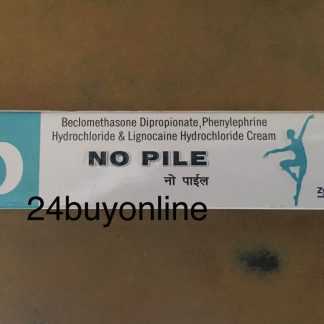 Beclomethasone Dipropionate, Phenylephrine
Hydrochloride & Lignocaine Hydrochloride Cream
NO PILE
नो पाईल
24buyonline